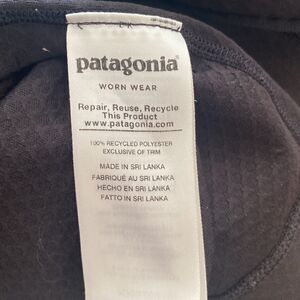 patagonia®
WORN WEAR
Repair, Reuse, Recycle
This Product
www.patagonia.com
100% RECYCLED POLYESTER
EXCLUSIVE OF TRIM
MADE IN SRI LANKA
FABRIQUÉ AU SRI LANKA
HECHO EN SRI LANKA
FATTO IN SRI LANKA